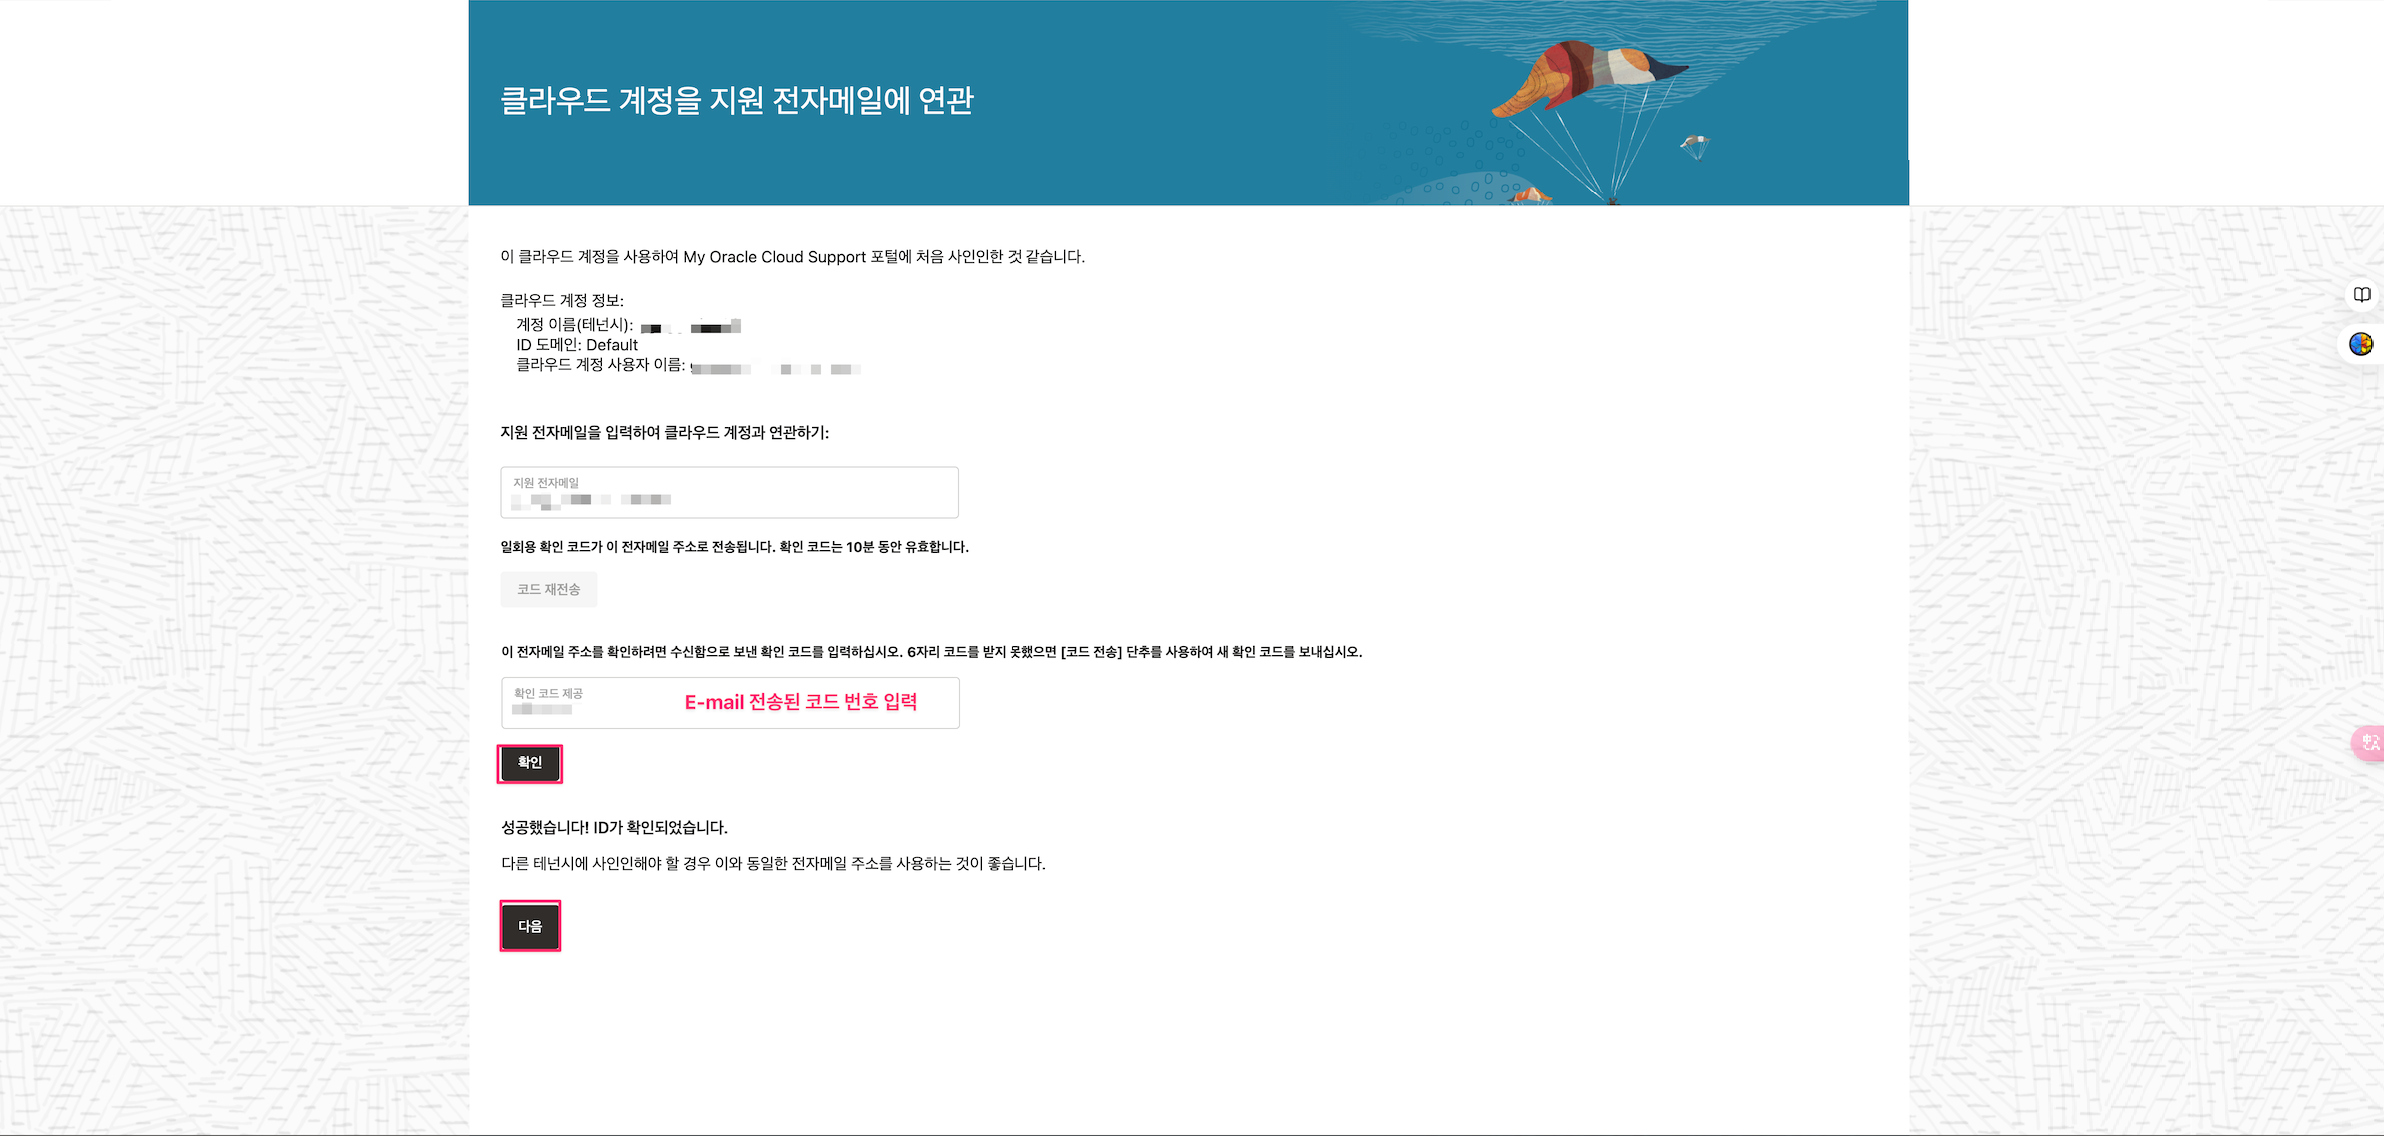 클라우드 계정을 지원 전자메일에 연관
이 클라우드 계정을 사용하여 My Oracle Cloud Support 포털에 처음 사인인한 것 같습니다.
클라우드 계정 정보:
계정 이름(테넌시):
ID 도메인: Default
클라우드 계정 사용자 이름:
지원 전자메일을 입력하여 클라우드 계정과 연관하기:
지원 전자메일
일회용 확인 코드가 이 전자메일 주소로 전송됩니다. 확인 코드는 10분 동안 유효합니다.
코드 재전송
이 전자메일 주소를 확인하려면 수신함으로 보낸 확인 코드를 입력하십시오. 6자리 코드를 받지 못했으면 [코드 전송] 단추를 사용하여 새 확인 코드를 보내십시오.
확인 코드 제공
E-mail 전송된 코드 번호 입력
확인
성공했습니다! ID가 확인되었습니다.
다른 테넌시에 사인인해야 할 경우 이와 동일한 전자메일 주소를 사용하는 것이 좋습니다.
다음